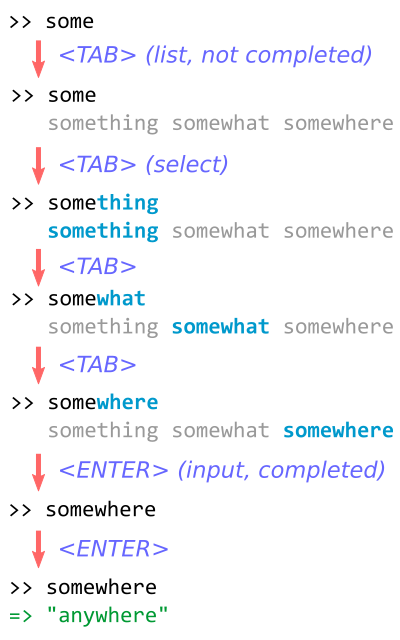 >> some
<TAB> (list, not completed)
>> some
something somewhat somewhere
<TAB> (select)
>> something
something somewhat somewhere
<TAB>
>> somewhat
something somewhat somewhere
<TAB>
>> somewhere
something somewhat somewhere
<ENTER> (input, completed)
>> somewhere
<ENTER>
>> somewhere
=> "anywhere"